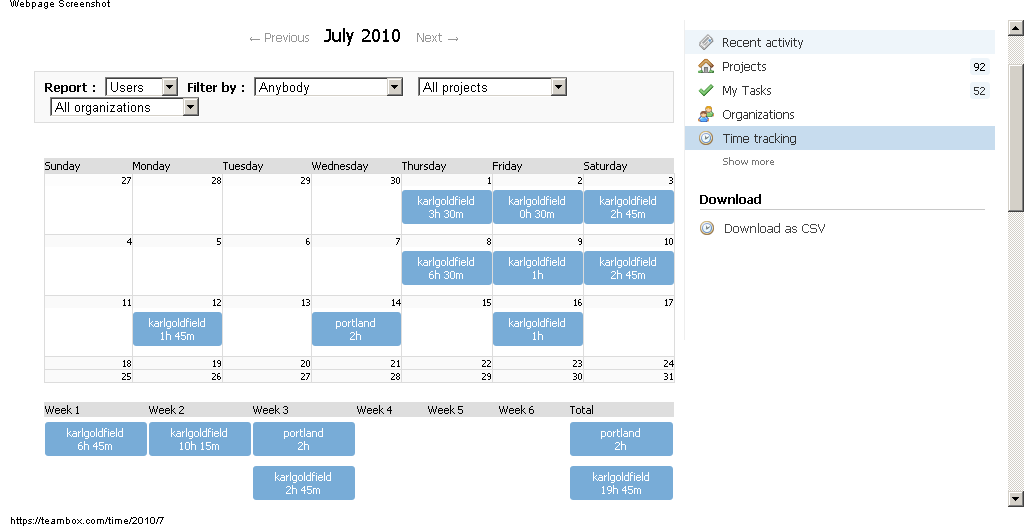 Webpage Screenshot
← Previous July 2010 Next →
Report : Users Filter by : Anybody All projects
All organizations
Sunday Monday Tuesday Wednesday Thursday Friday Saturday
27 28 29 30 1 2 3
karlgoldfield karlgoldfield karlgoldfield
3h 30m 0h 30m 2h 45m
4 5 6 7 8 9 10
karlgoldfield karlgoldfield karlgoldfield
6h 30m 1h 2h 45m
11 12 13 14 15 16 17
karlgoldfield portland karlgoldfield
1h 45m 2h 1h
18 19 20 21 22 23 24
25 26 27 28 29 30 31
Week 1 Week 2 Week 3 Week 4 Week 5 Week 6 Total
karlgoldfield karlgoldfield portland portland
6h 45m 10h 15m 2h 2h
karlgoldfield karlgoldfield
2h 45m 19h 45m
Recent activity
Projects 92
My Tasks 52
Organizations
Time tracking
Show more
Download
Download as CSV
https://teambox.com/time/2010/7